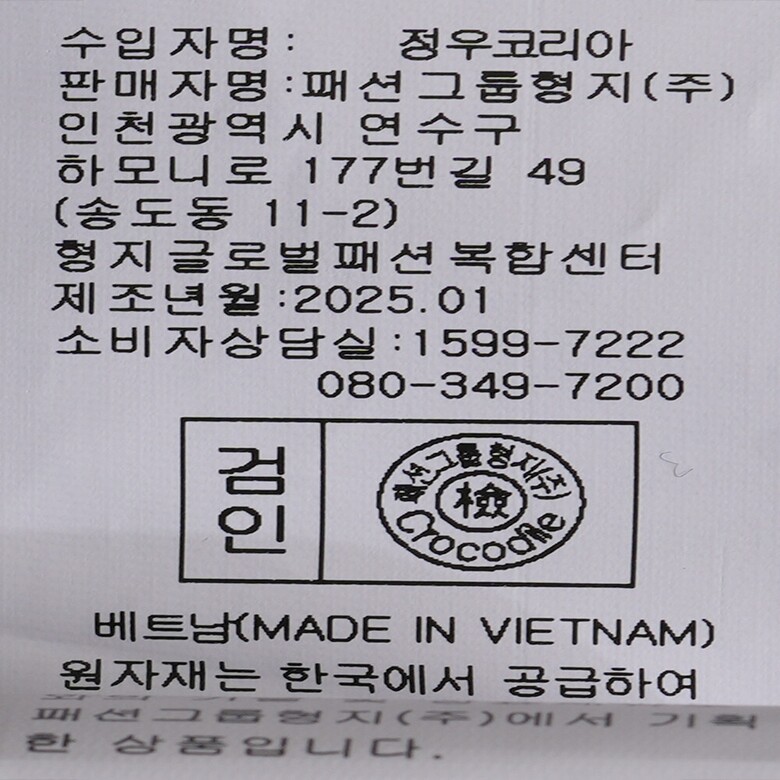 수입자명: 정우코리아
판매자명:패션그룹형지(주)
인천광역시 연수구
하모니로 177번길 49
(송도동 11-2)
형지글로벌패션복합센터
제조년월:2025.01
소비자상담실:1599-7222
080-349-7200
검인
패션그룹형지(주)
檢
Crocodile
베트남(MADE IN VIETNAM)
원자재는 한국에서 공급하여
패션그룹형지(주)에서 기획
한 상품입니다.